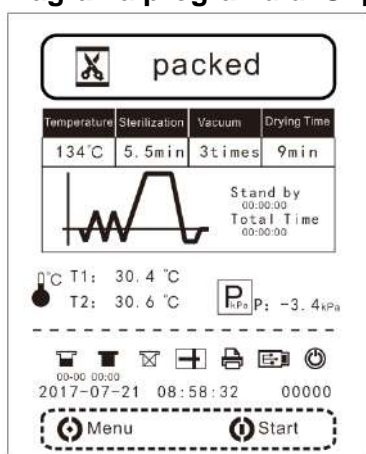 packed
Temperature Sterilization Vacuum Drying Time
134℃ 5.5min 3times 9min
Stand by
00:00:00
Total Time
00:00:00
℃ T1: 30.4 ℃
T2: 30.6 ℃
P kPa P: -3.4kPa
00-00 00:00
2017-07-21 08:58:32 00000
Menu Start